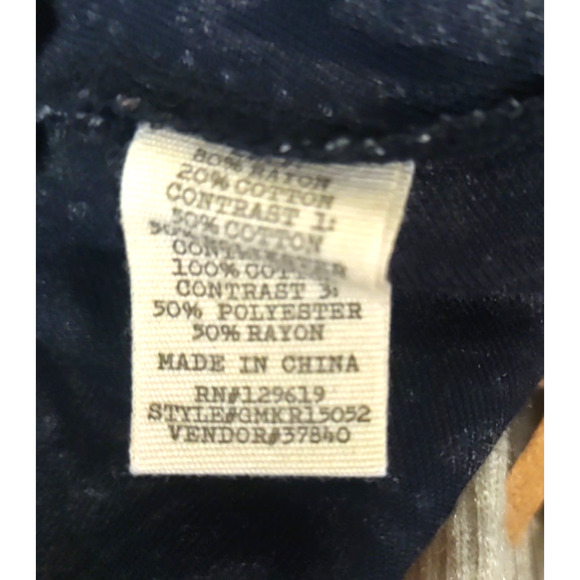 80% RAYON
20% COTTON
CONTRAST 1:
50% COTTON
50%
100% COTTON
CONTRAST 3:
50% POLYESTER
50% RAYON
MADE IN CHINA
RN#129619
STYLE#GMKR15052
VENDOR#37840